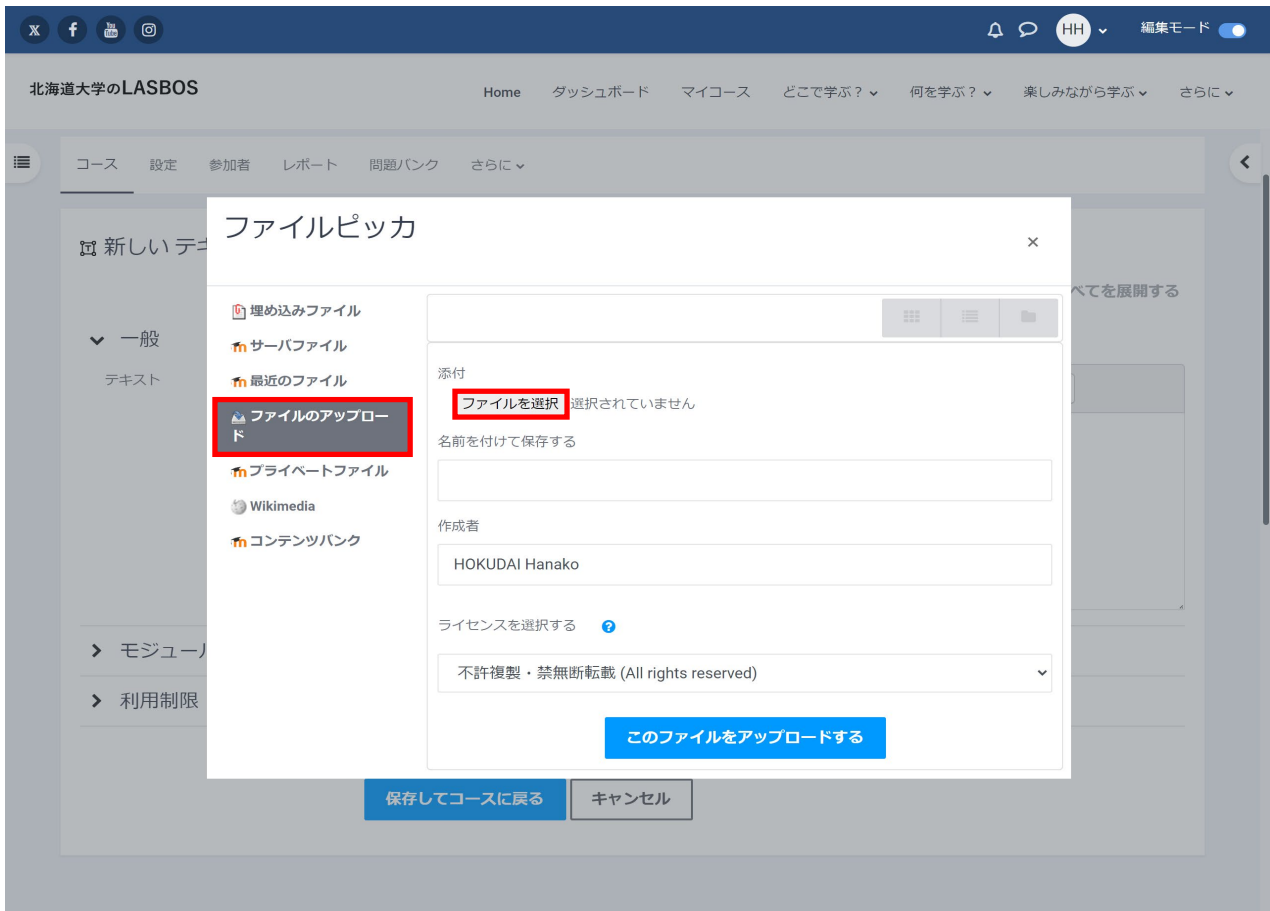 HH
編集モード
北海道大学のLASBOS
Home
ダッシュボード
マイコース
どこで学ぶ?
何を学ぶ?
楽しみながら学ぶ
さらに
コース
設定
参加者
レポート
問題バンク
さらに
新しい テキ
べてを展開する
一般
テキスト
モジュール
利用制限
ファイルピッカ
×
埋め込みファイル
サーバファイル
最近のファイル
ファイルのアップロー
ド
プライベートファイル
Wikimedia
コンテンツバンク
添付
ファイルを選択 選択されていません
名前を付けて保存する
作成者
HOKUDAI Hanako
ライセンスを選択する
不許複製・禁無断転載 (All rights reserved)
このファイルをアップロードする
保存してコースに戻る
キャンセル